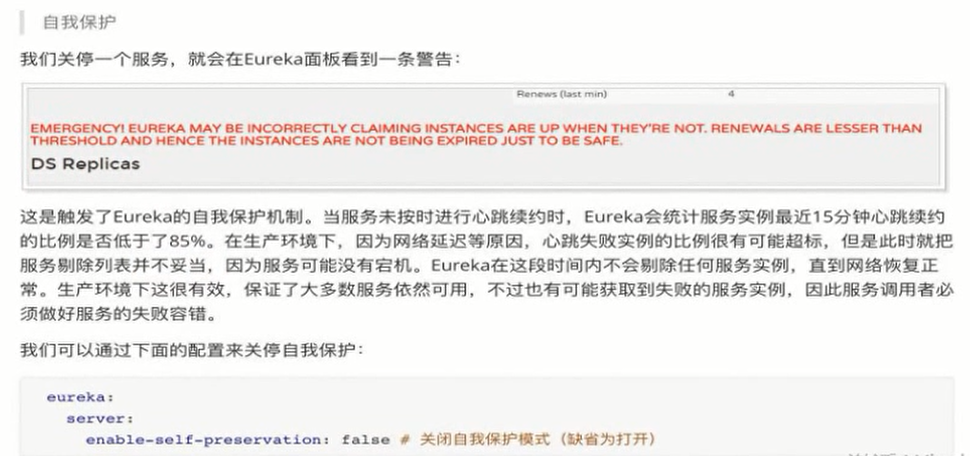 自我保护
我们关停一个服务，就会在Eureka面板看到一条警告：
Renews (last min) 4
EMERGENCY! EUREKA MAY BE INCORRECTLY CLAIMING INSTANCES ARE UP WHEN THEY'RE NOT. RENEWALS ARE LESSER THAN
THRESHOLD AND HENCE THE INSTANCES ARE NOT BEING EXPIRED JUST TO BE SAFE.
DS Replicas
这是触发了Eureka的自我保护机制。当服务未按时进行心跳续约时，Eureka会统计服务实例最近15分钟心跳续约
的比例是否低于了85%。在生产环境下，因为网络延迟等原因，心跳失败实例的比例很有可能超标，但是此时就把
服务剔除列表并不妥当，因为服务可能没有宕机。Eureka在这段时间内不会剔除任何服务实例，直到网络恢复正
常。生产环境下这很有效，保证了大多数服务依然可用，不过也有可能获取到失败的服务实例，因此服务调用者必
须做好服务的失败容错。
我们可以通过下面的配置来关停自我保护：
eureka:
server:
enable-self-preservation: false # 关闭自我保护模式（缺省为打开）